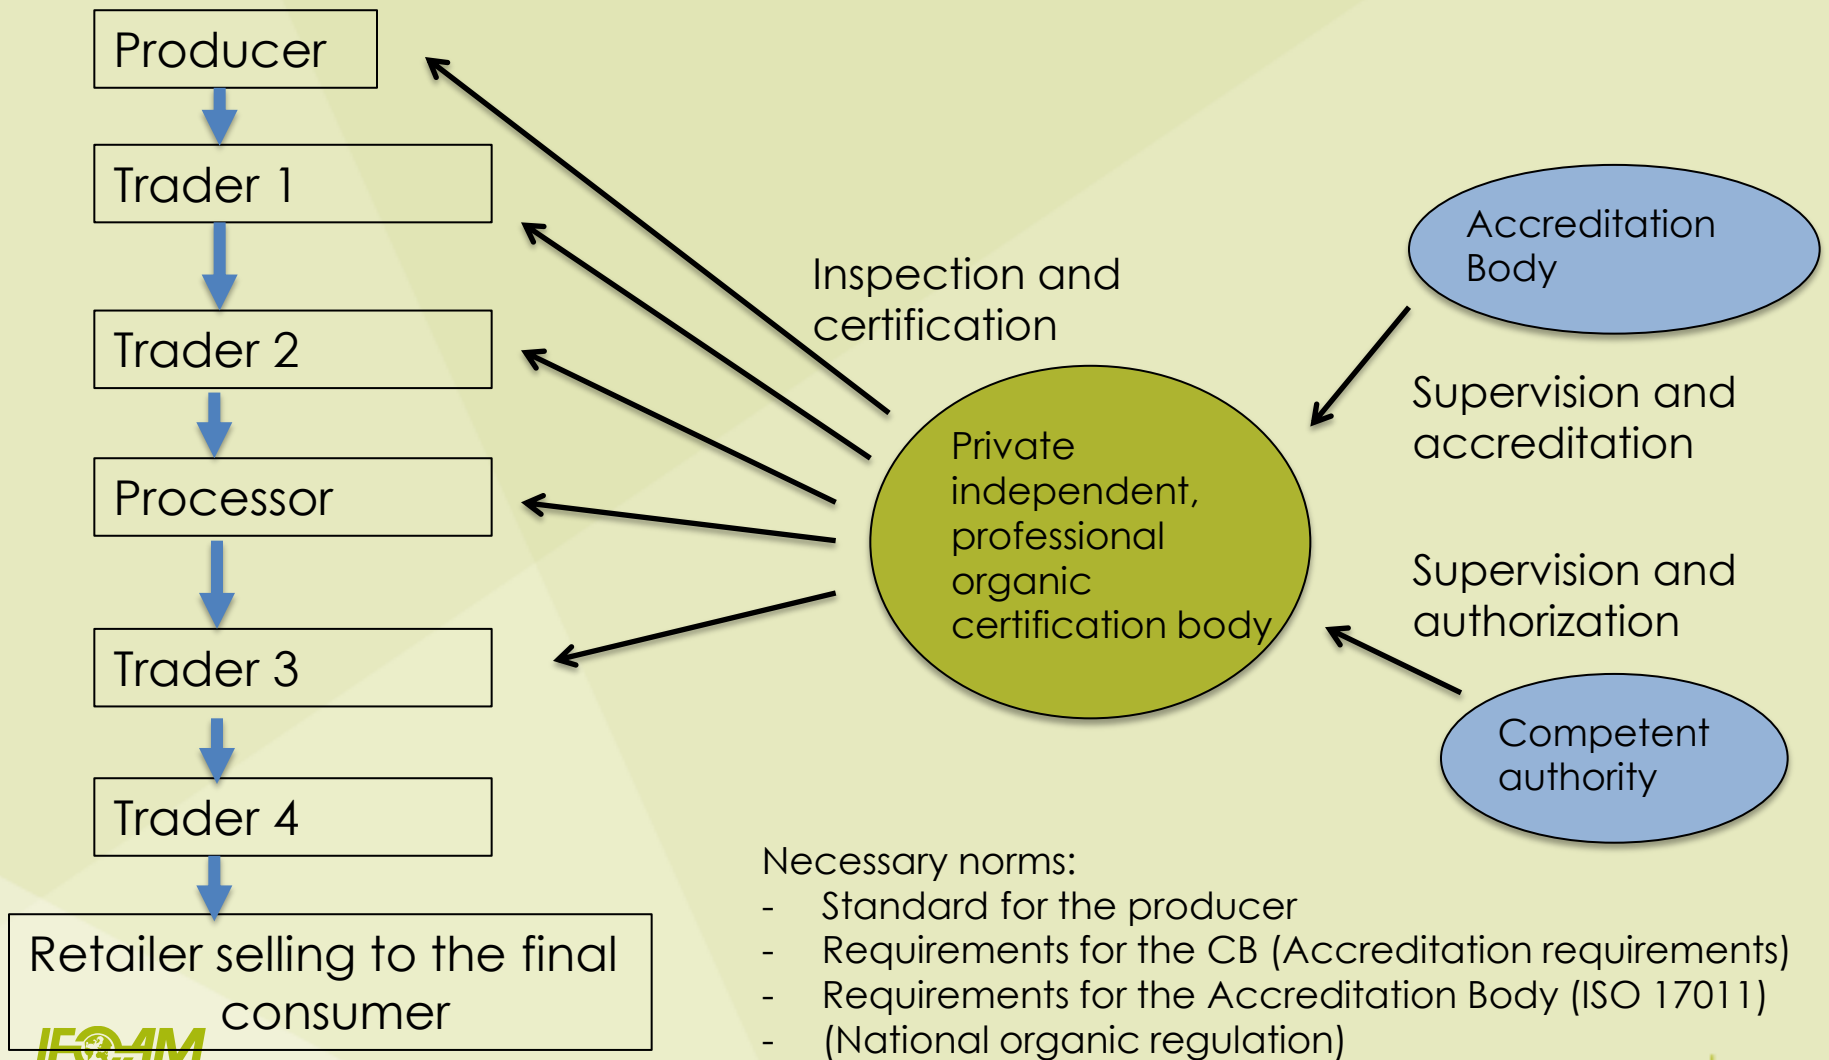 Producer
Trader 1
Trader 2
Processor
Trader 3
Trader 4
Retailer selling to the final
consumer
Inspection and
certification
Private
independent,
professional
organic
certification body
Accreditation
Body
Supervision and
accreditation
Supervision and
authorization
Competent
authority
Necessary norms:
- Standard for the producer
- Requirements for the CB (Accreditation requirements)
- Requirements for the Accreditation Body (ISO 17011)
- (National organic regulation)
IFOAM